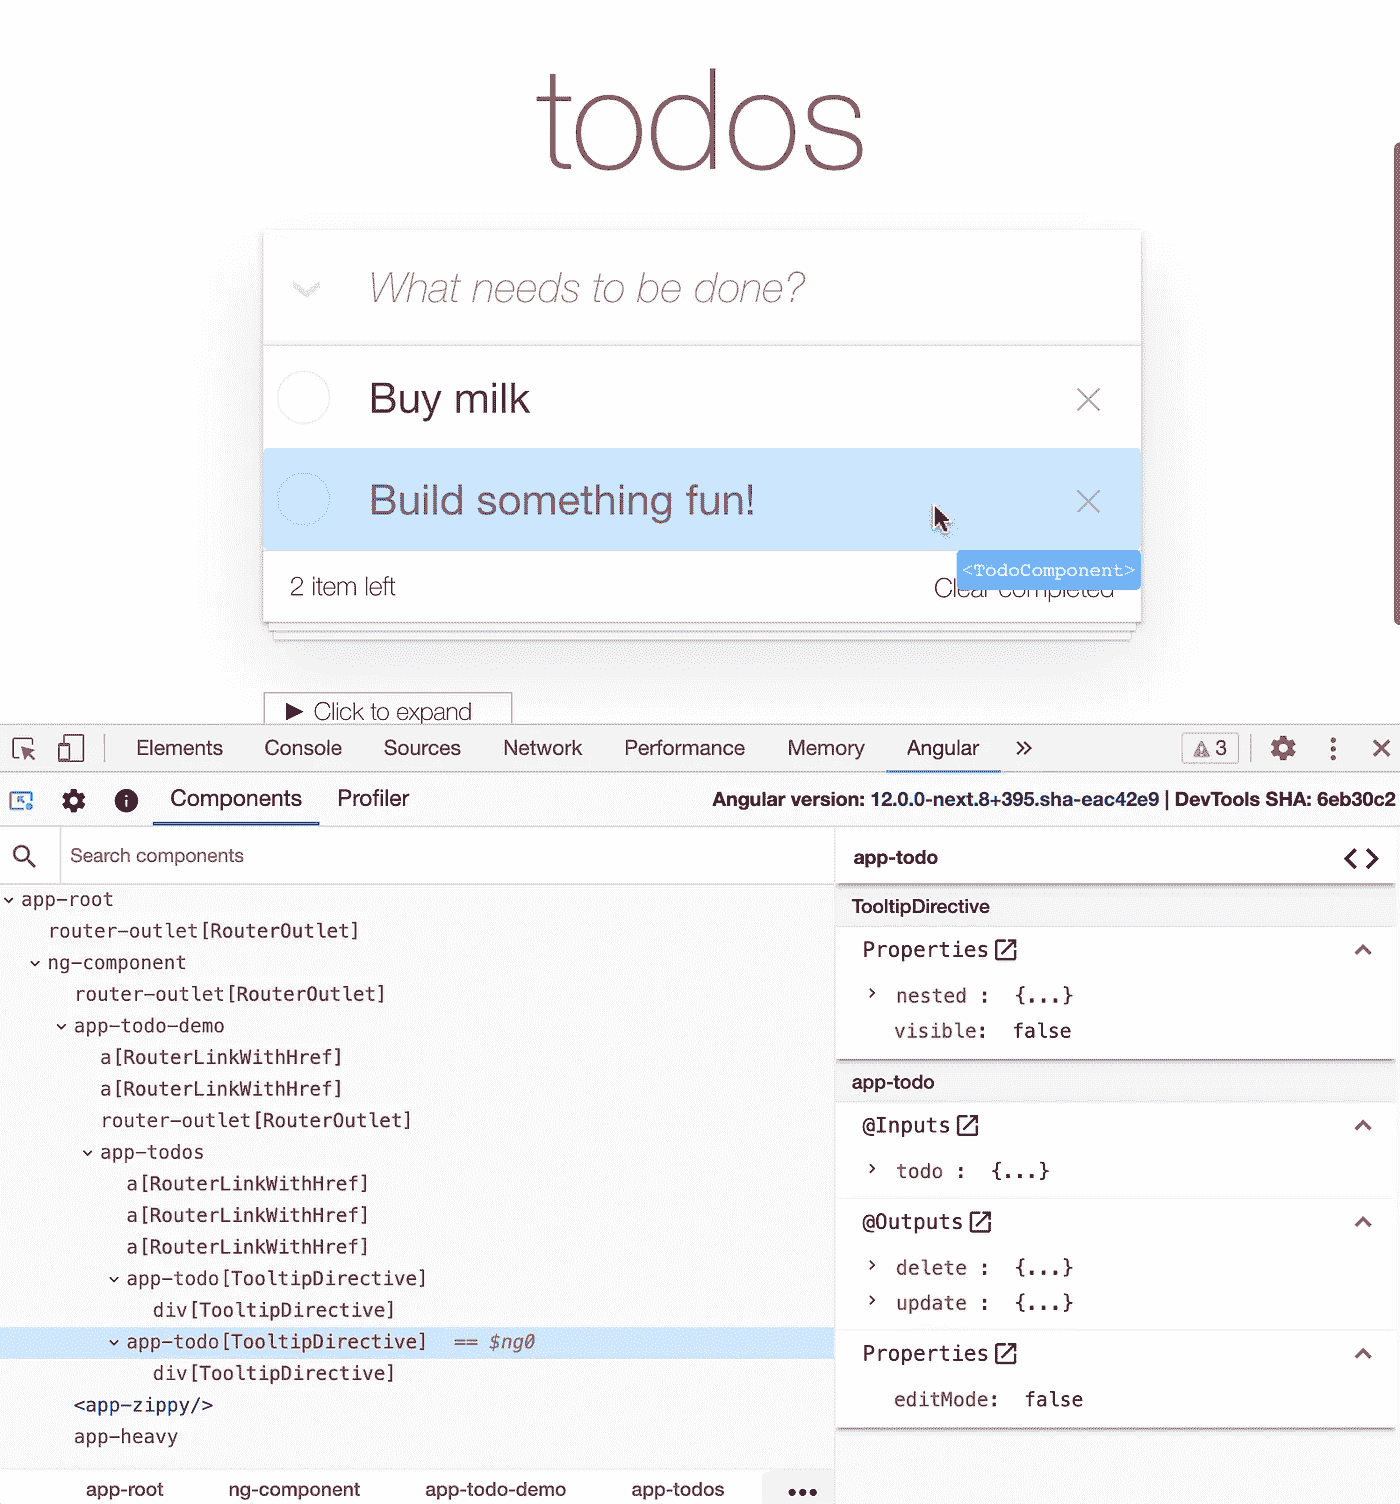 todos
What needs to be done?
Buy milk
Build something fun!
<TodoComponent>
2 item left
Clear completed
▶ Click to expand
Elements Console Sources Network Performance Memory Angular » 3
Components Profiler Angular version: 12.0.0-next.8+395.sha-eac42e9 | DevTools SHA: 6eb30c2
Search components
app-root
router-outlet[RouterOutlet]
ng-component
router-outlet[RouterOutlet]
app-todo-demo
a[RouterLinkWithHref]
a[RouterLinkWithHref]
router-outlet[RouterOutlet]
app-todos
a[RouterLinkWithHref]
a[RouterLinkWithHref]
a[RouterLinkWithHref]
app-todo[TooltipDirective]
div[TooltipDirective]
app-todo[TooltipDirective] == $ng0
div[TooltipDirective]
<app-zippy/>
app-heavy
app-root ng-component app-todo-demo app-todos •••
app-todo <>
TooltipDirective
Properties
nested : {...}
visible: false
app-todo
@Inputs
todo : {...}
@Outputs
delete : {...}
update : {...}
Properties
editMode: false